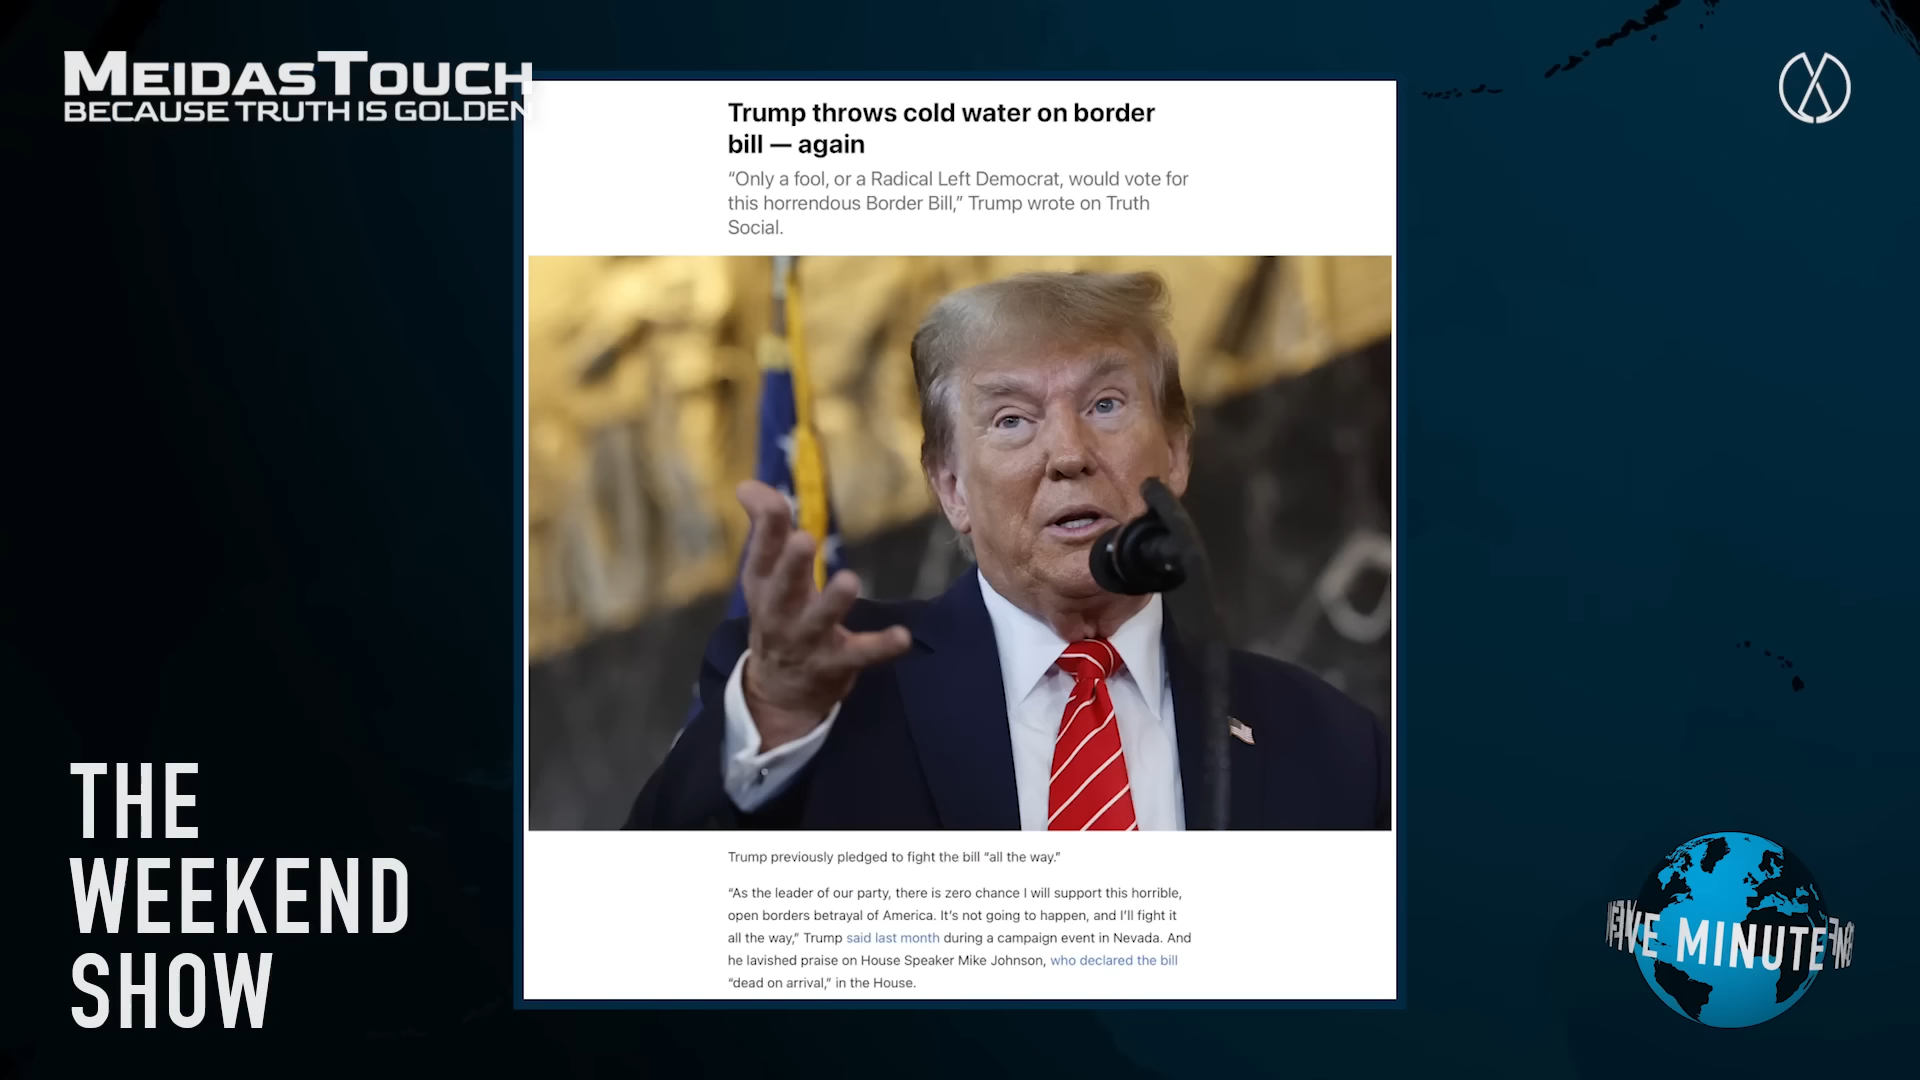 MEIDASTOUCH
BECAUSE TRUTH IS GOLDEN
Trump throws cold water on border
bill — again
“Only a fool, or a Radical Left Democrat, would vote for
this horrendous Border Bill,” Trump wrote on Truth
Social.
Trump previously pledged to fight the bill “all the way.”
“As the leader of our party, there is zero chance I will support this horrible,
open borders betrayal of America. It’s not going to happen, and I’ll fight it
all the way,” Trump said last month during a campaign event in Nevada. And
he lavished praise on House Speaker Mike Johnson, who declared the bill
“dead on arrival,” in the House.
THE
WEEKEND
SHOW
FIVE MINUTE